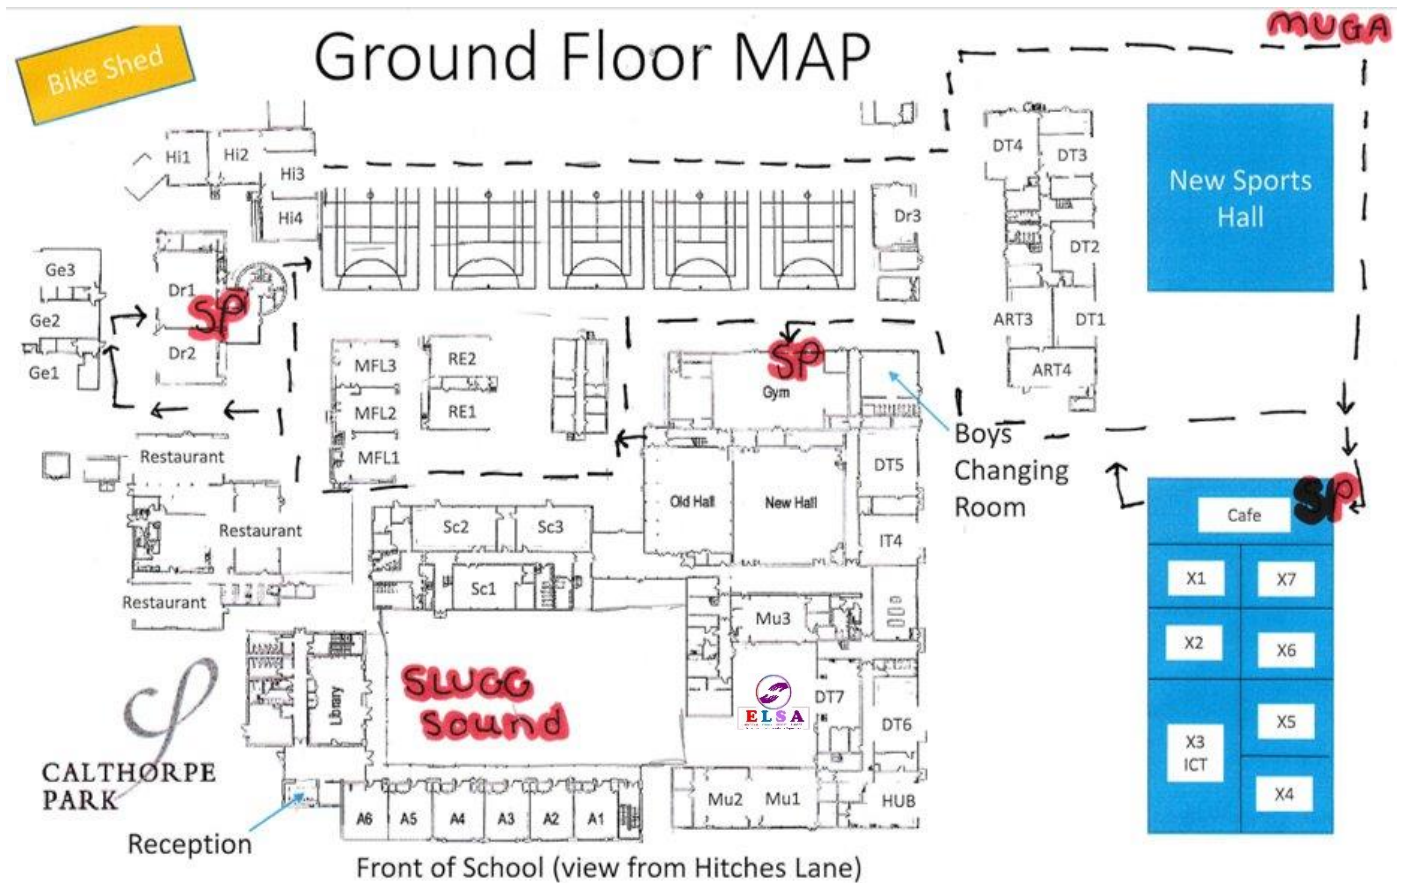 MUGA
Ground Floor MAP
Bike Shed
Hi1
Hi2
Hi3
Hi4
Dr3
DT4
DT3
DT2
New Sports
Hall
Ge3
Ge2
Ge1
Dr1
SP
Dr2
MFL3
MFL2
MFL1
RE2
RE1
SP
Gym
ART3
DT1
ART4
Boys
Changing
Room
Restaurant
Restaurant
Restaurant
Sc2
Sc3
Sc1
Old Hall
New Hall
DT5
IT4
SP
Cafe
X1
X7
X2
X6
X3
ICT
X5
X4
Mu3
SLUGG
Sound
Library
ELSA
DT7
DT6
CALTHORPE
PARK
Reception
A6
A5
A4
A3
A2
A1
Mu2
Mu1
HUB
Front of School (view from Hitches Lane)